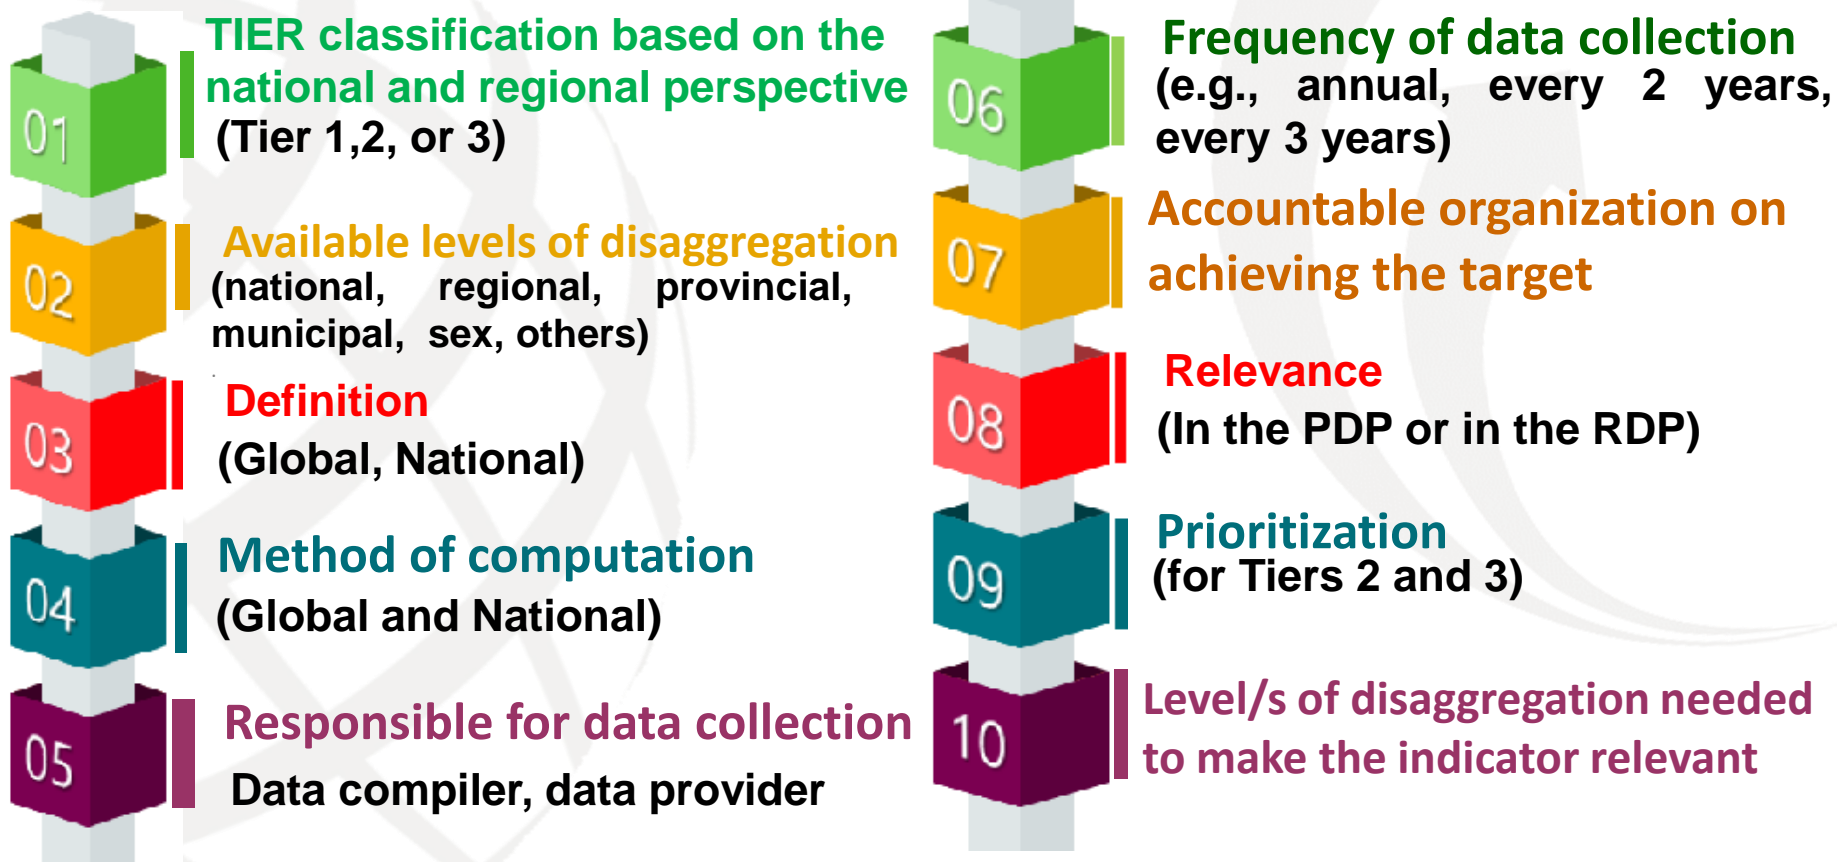 01
TIER classification based on the
national and regional perspective
(Tier 1,2, or 3)
02
Available levels of disaggregation
(national, regional, provincial,
municipal, sex, others)
.
03
Definition
(Global, National)
04
Method of computation
(Global and National)
05
Responsible for data collection
Data compiler, data provider
06
Frequency of data collection
(e.g., annual, every 2 years,
every 3 years)
07
Accountable organization on
achieving the target
08
Relevance
(In the PDP or in the RDP)
09
Prioritization
(for Tiers 2 and 3)
10
Level/s of disaggregation needed
to make the indicator relevant